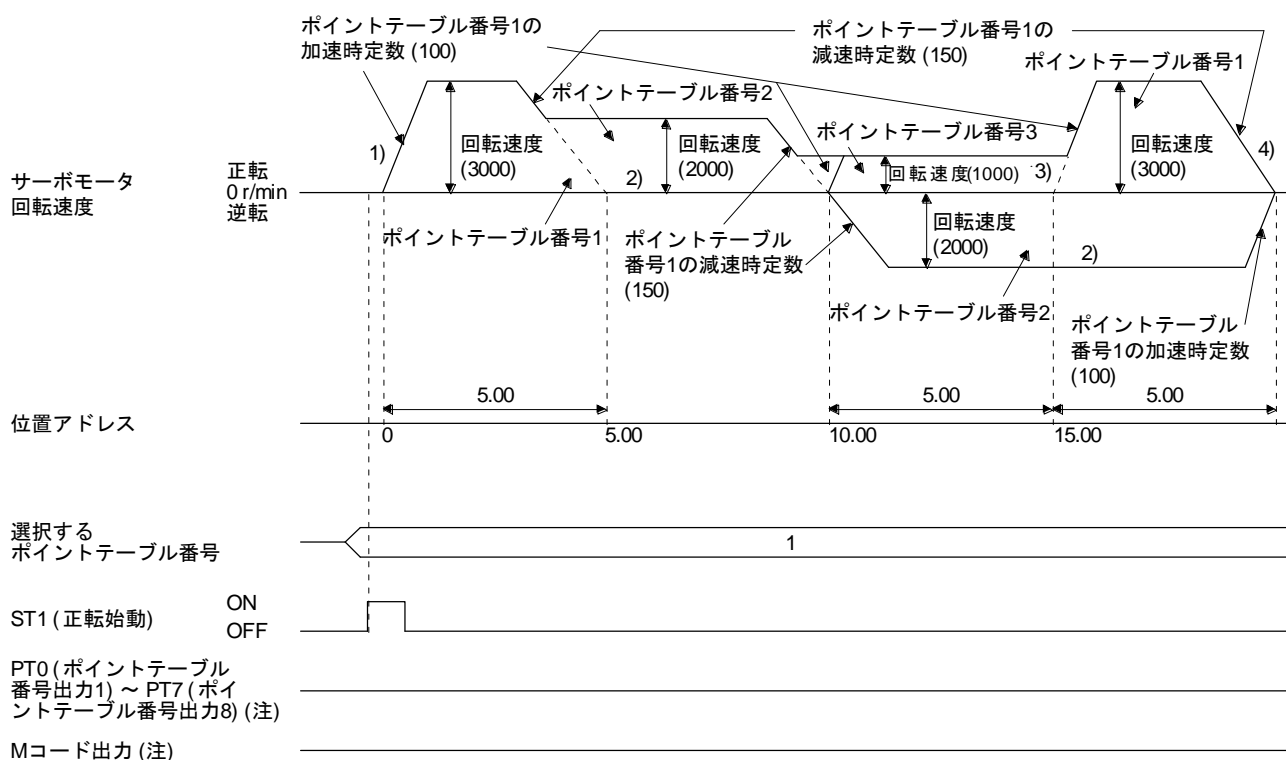 ポイントテーブル番号1の
加速時定数 (100)
ポイントテーブル番号1の
減速時定数 (150)
ポイントテーブル番号1
ポイントテーブル番号2
ポイントテーブル番号3
1)
回転速度
(3000)
2)
回転速度
(2000)
回転速度(1000)
3)
回転速度
(3000)
4)
サーボモータ
回転速度
正転
0 r/min
逆転
ポイントテーブル番号1
ポイントテーブル
番号1の減速時定数
(150)
回転速度
(2000)
2)
ポイントテーブル番号2
ポイントテーブル
番号1の加速時定数
(100)
5.00
5.00
5.00
位置アドレス
0
5.00
10.00
15.00
選択する
ポイントテーブル番号
1
ST1 (正転始動)
ON
OFF
PT0 (ポイントテーブル
番号出力1) ～ PT7 (ポイ
ントテーブル番号出力8) (注)
Mコード出力 (注)